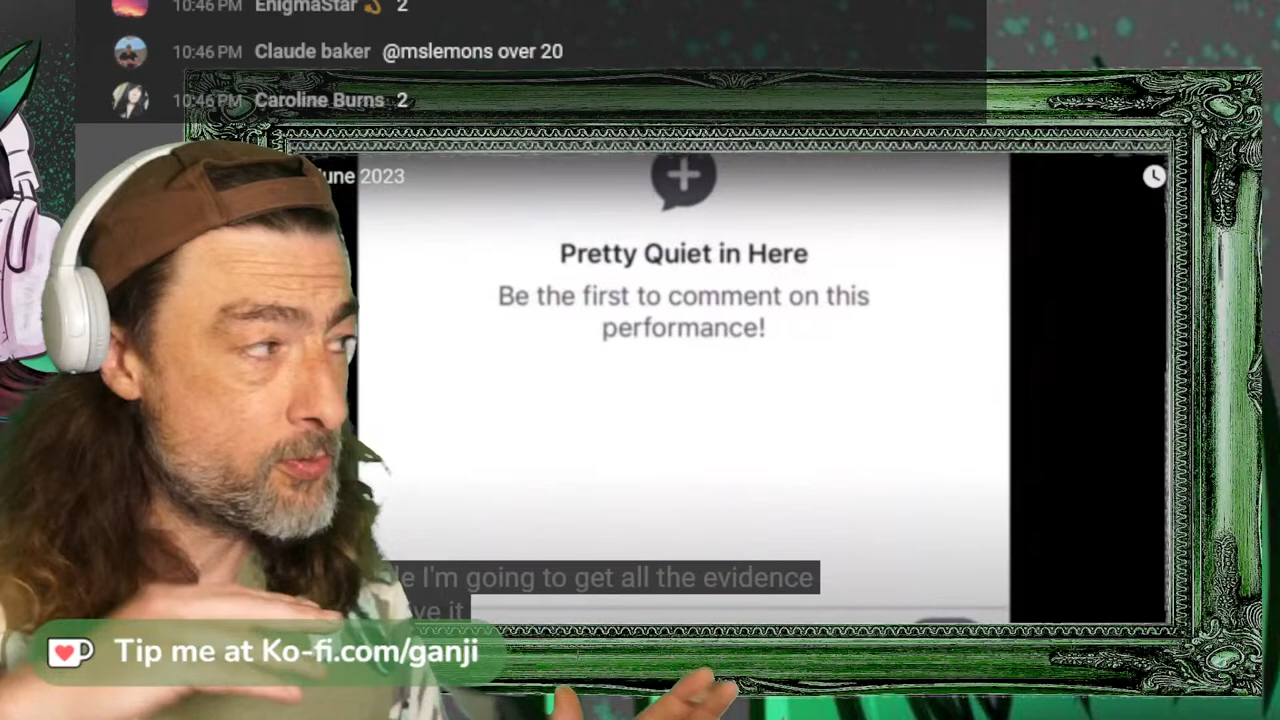 10:46 PM EnigmaStar 2
10:46 PM Claude baker @mslemons over 20
10:46 PM Caroline Burns 2
une 2023
Pretty Quiet in Here
Be the first to comment on this
performance!
I'm going to get all the evidence
it
Tip me at Ko-fi.com/ganji